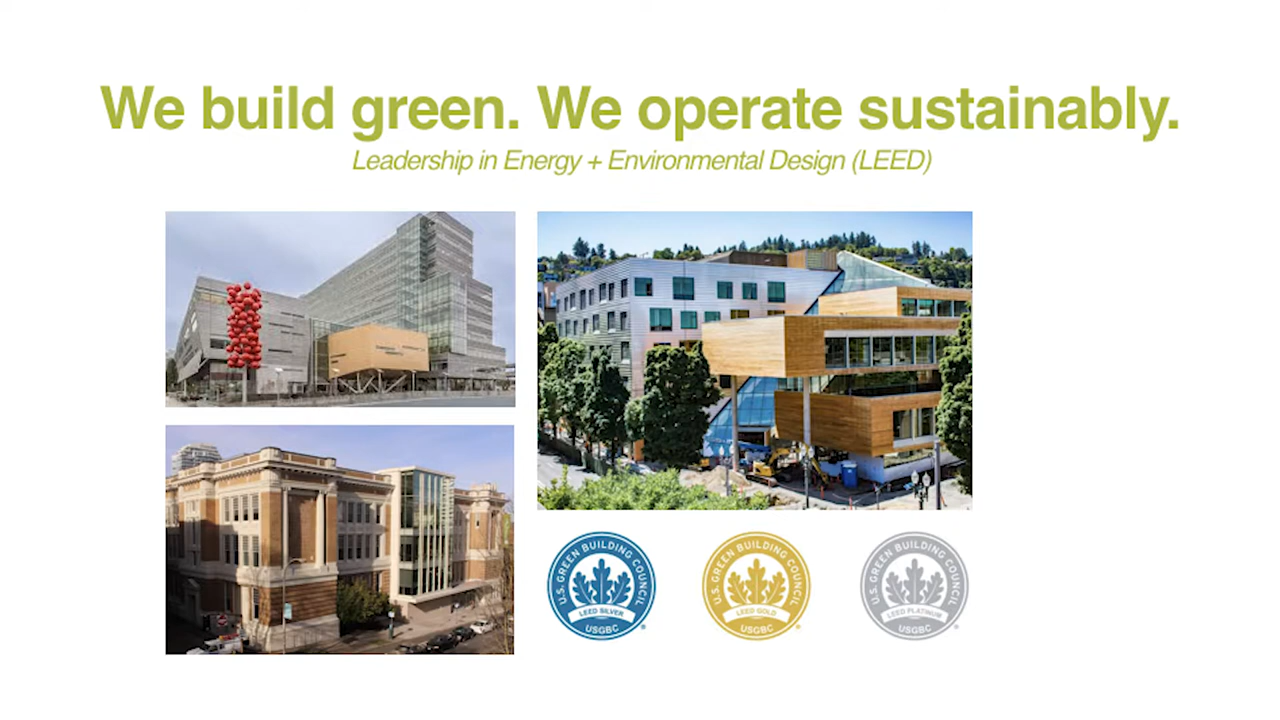 We build green. We operate sustainably.
Leadership in Energy + Environmental Design (LEED)
U.S. GREEN BUILDING COUNCIL
LEED SILVER
USGBC
U.S. GREEN BUILDING COUNCIL
LEED GOLD
USGBC
U.S. GREEN BUILDING COUNCIL
LEED PLATINUM
USGBC